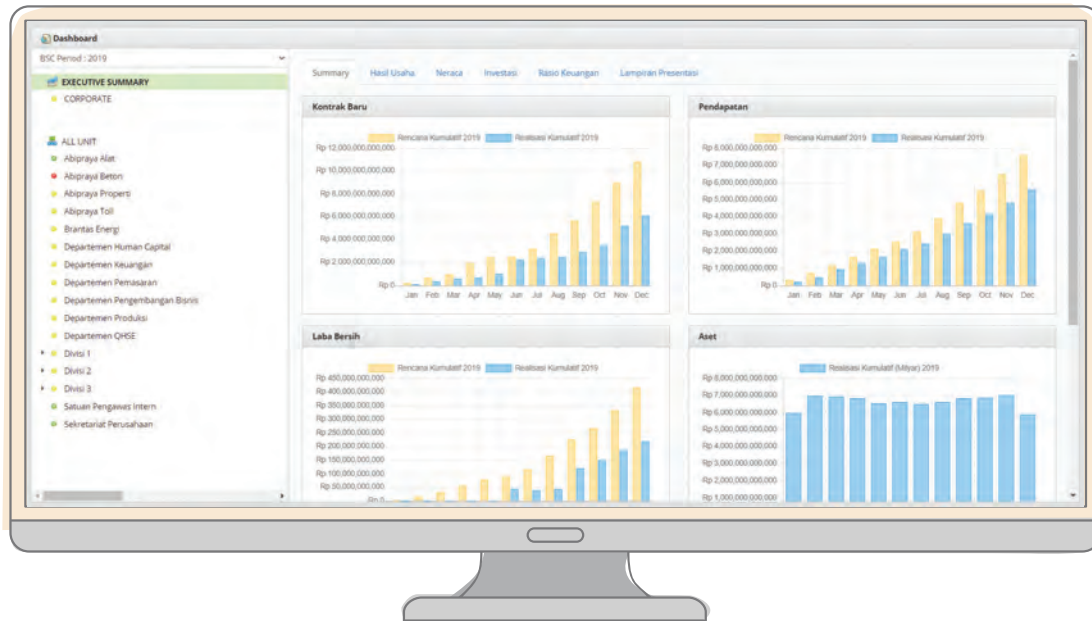 Dashboard
BSC Period : 2019
EXECUTIVE SUMMARY
CORPORATE
ALL UNIT
Abipraya Alat
Abipraya Beton
Abipraya Properti
Abipraya Toll
Brantas Energi
Departemen Human Capital
Departemen Keuangan
Departemen Pemasaran
Departemen Pengembangan Bisnis
Departemen Produksi
Departemen QHSE
Divisi 1
Divisi 2
Divisi 3
Satuan Pengawas Intern
Sekretariat Perusahaan
Summary Hasil Usaha Neraca Investasi Rasio Keuangan Lampiran Presentasi
Kontrak Baru
Rencana Kumulatif 2019 Realisasi Kumulatif 2019
Rp 12,000,000,000,000
Rp 10,000,000,000,000
Rp 8,000,000,000,000
Rp 6,000,000,000,000
Rp 4,000,000,000,000
Rp 2,000,000,000,000
Rp 0
Jan Feb Mar Apr May Jun Jul Aug Sep Oct Nov Dec
Pendapatan
Rencana Kumulatif 2019 Realisasi Kumulatif 2019
Rp 8,000,000,000,000
Rp 7,000,000,000,000
Rp 6,000,000,000,000
Rp 5,000,000,000,000
Rp 4,000,000,000,000
Rp 3,000,000,000,000
Rp 2,000,000,000,000
Rp 1,000,000,000,000
Rp 0
Jan Feb Mar Apr May Jun Jul Aug Sep Oct Nov Dec
Laba Bersih
Rencana Kumulatif 2019 Realisasi Kumulatif 2019
Rp 450,000,000,000
Rp 400,000,000,000
Rp 350,000,000,000
Rp 300,000,000,000
Rp 250,000,000,000
Rp 200,000,000,000
Rp 150,000,000,000
Rp 100,000,000,000
Rp 50,000,000,000
Rp 0
Aset
Realisasi Kumulatif (Milyar) 2019
Rp 8,000,000,000,000
Rp 7,000,000,000,000
Rp 6,000,000,000,000
Rp 5,000,000,000,000
Rp 4,000,000,000,000
Rp 3,000,000,000,000
Rp 2,000,000,000,000
Rp 1,000,000,000,000